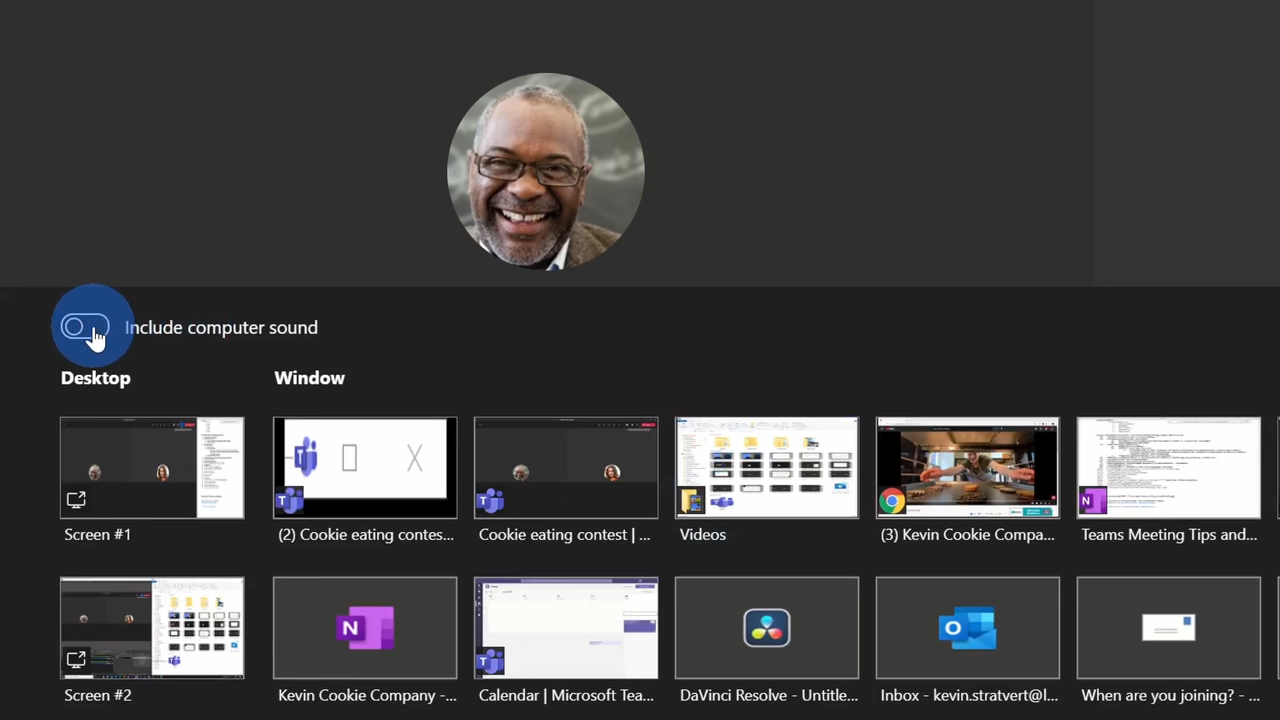 Include computer sound
Desktop
Window
Screen #1
(2) Cookie eating contes...
Cookie eating contest | ...
Videos
(3) Kevin Cookie Compa...
Teams Meeting Tips and...
Screen #2
Kevin Cookie Company -...
Calendar | Microsoft Tea...
DaVinci Resolve - Untitle...
Inbox - kevin.stratvert@l...
When are you joining? - ...